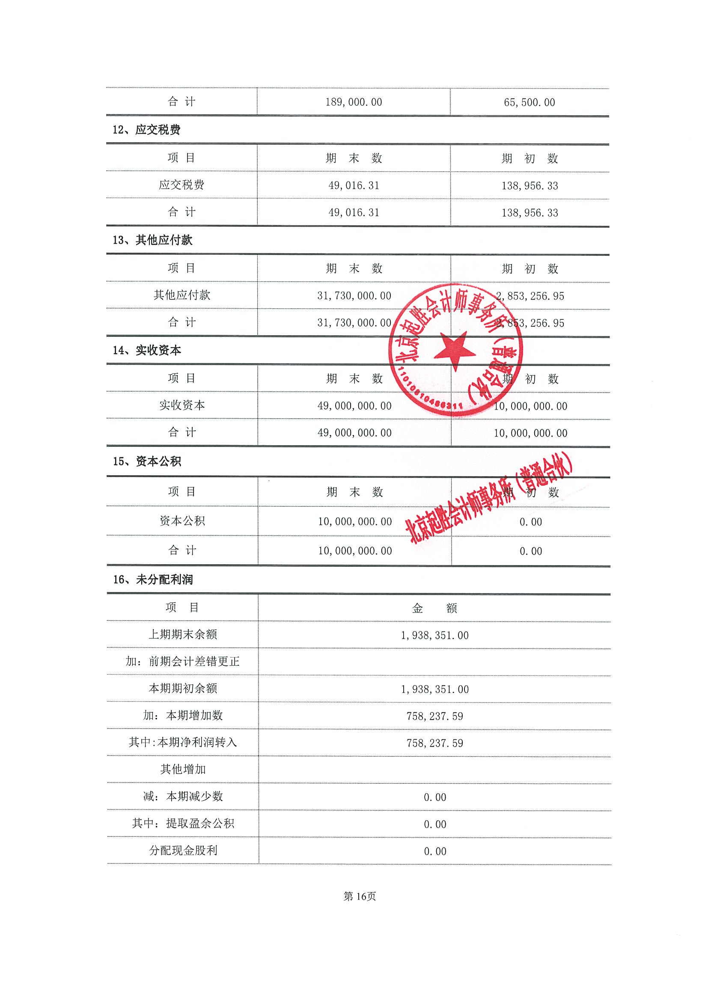 合 计 189,000.00 65,500.00
12、应交税费
项 目 期 末 数 期 初 数
应交税费 49,016.31 138,956.33
合 计 49,016.31 138,956.33
13、其他应付款
项 目 期 末 数 期 初 数
其他应付款 31,730,000.00 2,853,256.95
合 计 31,730,000.00 2,853,256.95
北京起胜会计师事务所（普通合伙）
14、实收资本
项 目 期 末 数 期 初 数
实收资本 49,000,000.00 10,000,000.00
合 计 49,000,000.00 10,000,000.00
15、资本公积
北京起胜会计师事务所（普通合伙）
项 目 期 末 数 期 初 数
资本公积 10,000,000.00 0.00
合 计 10,000,000.00 0.00
16、未分配利润
项 目 金 额
上期期末余额 1,938,351.00
加：前期会计差错更正
本期期初余额 1,938,351.00
加：本期增加数 758,237.59
其中:本期净利润转入 758,237.59
其他增加
减：本期减少数 0.00
其中：提取盈余公积 0.00
分配现金股利 0.00
第 16页